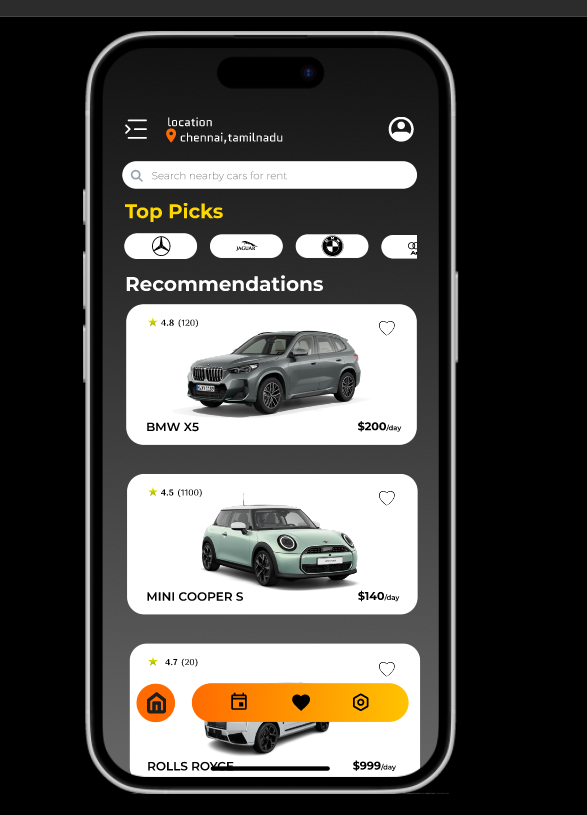 location
chennai,tamilnadu
Search nearby cars for rent
Top Picks
JAGUAR
Recommendations
4.8 (120)
BMW X5
$200/day
4.5 (1100)
MINI COOPER S
$140/day
4.7 (20)
ROLLS ROYCE
$999/day